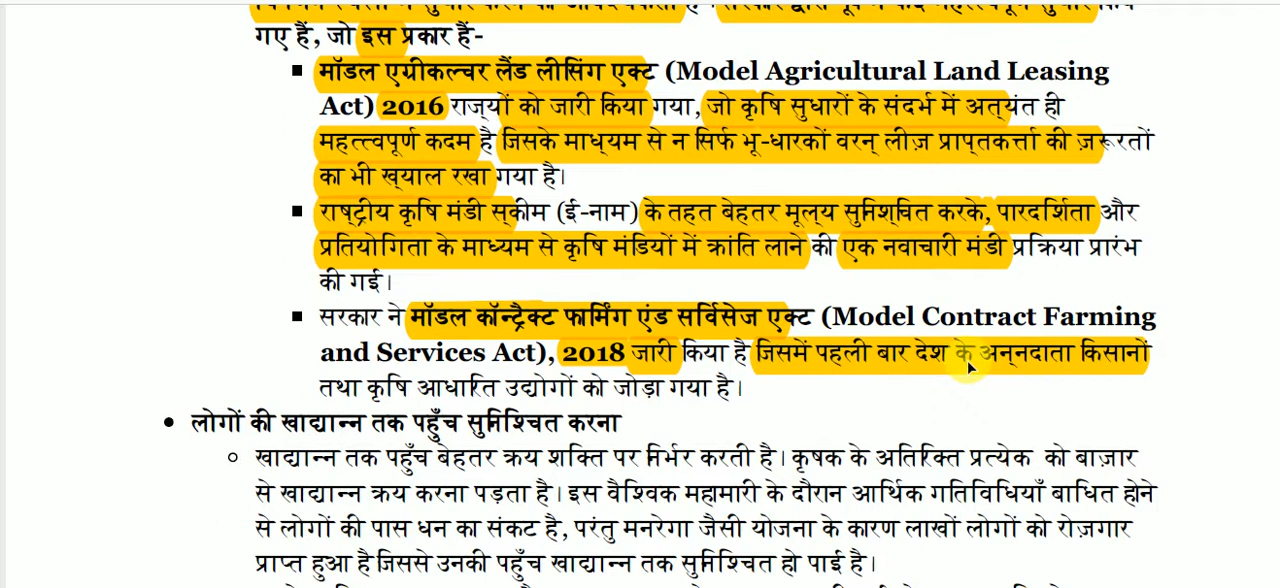 गए हैं, जो इस प्रकार हैं-
▪ मॉडल एग्रीकल्चर लैंड लीसिंग एक्ट (Model Agricultural Land Leasing
Act) 2016 राज्यों को जारी किया गया, जो कृषि सुधारों के संदर्भ में अत्यंत ही
महत्त्वपूर्ण कदम है जिसके माध्यम से न सिर्फ भू-धारकों वरन् लीज़ प्राप्तकर्त्ता की ज़रूरतों
का भी ख्याल रखा गया है।
▪ राष्ट्रीय कृषि मंडी स्कीम (ई-नाम) के तहत बेहतर मूल्य सुनिश्चित करके, पारदर्शिता और
प्रतियोगिता के माध्यम से कृषि मंडियों में क्रांति लाने की एक नवाचारी मंडी प्रक्रिया प्रारंभ
की गई।
▪ सरकार ने मॉडल कॉन्ट्रैक्ट फार्मिंग एंड सर्विसेज एक्ट (Model Contract Farming
and Services Act), 2018 जारी किया है जिसमें पहली बार देश के अन्नदाता किसानों
तथा कृषि आधारित उद्योगों को जोड़ा गया है।
• लोगों की खाद्यान्न तक पहुँच सुनिश्चित करना
○ खाद्यान्न तक पहुँच बेहतर क्रय शक्ति पर निर्भर करती है। कृषक के अतिरिक्त प्रत्येक को बाज़ार
से खाद्यान्न क्रय करना पड़ता है। इस वैश्विक महामारी के दौरान आर्थिक गतिविधियाँ बाधित होने
से लोगों की पास धन का संकट है, परंतु मनरेगा जैसी योजना के कारण लाखों लोगों को रोज़गार
प्राप्त हुआ है जिससे उनकी पहुँच खाद्यान्न तक सुनिश्चित हो पाई है।